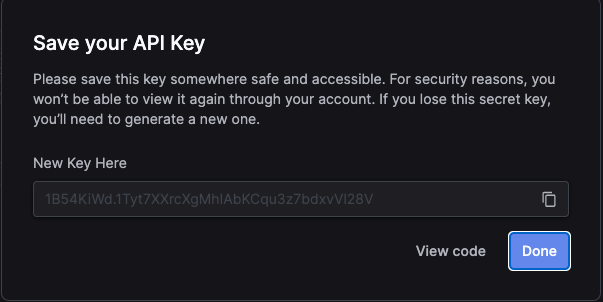 Save your API Key
Please save this key somewhere safe and accessible. For security reasons, you
won't be able to view it again through your account. If you lose this secret key,
you'll need to generate a new one.
New Key Here
View code
Done